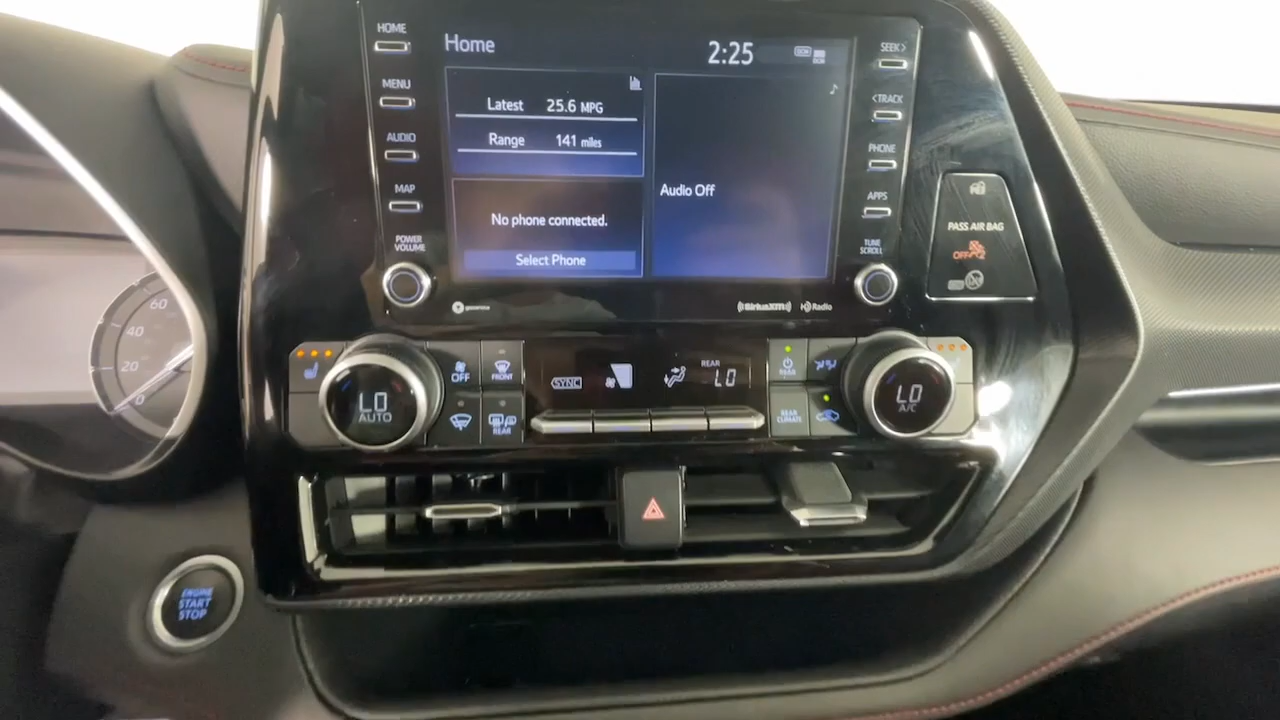 HOME
Home
2:25
SEEK>
MENU
Latest 25.6 MPG
<TRACK
AUDIO
Range 141 miles
PHONE
MAP
Audio Off
APPS
No phone connected.
PASS AIR BAG
POWER
VOLUME
TUNE
SCROLL
OFF
2
Select Phone
((SiriusXM))
HD Radio
60
40
20
0
LO
AUTO
OFF
FRONT
REAR
SYNC
REAR
LO
REAR
REAR
CLIMATE
LO
A/C
ENGINE
START
STOP